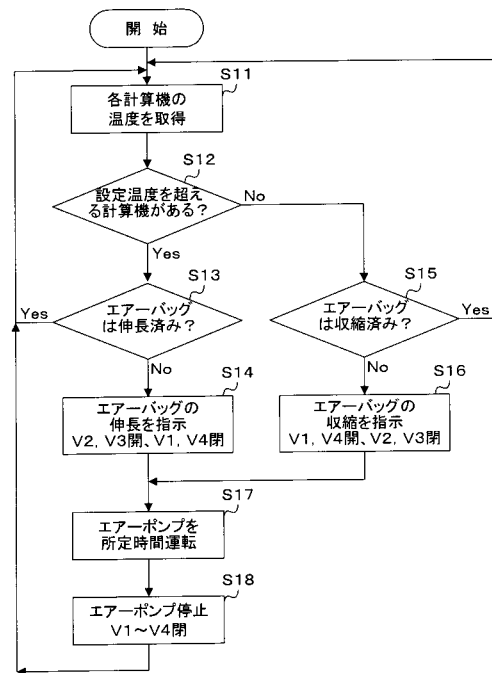 開 始
S11
各計算機の
温度を取得
S12
設定温度を超え
る計算機がある?
No
Yes
S13
エアーバッグ
は伸長済み?
Yes
No
S15
エアーバッグ
は収縮済み?
Yes
No
S14
エアーバッグの
伸長を指示
V2, V3開、V1, V4閉
S16
エアーバッグの
収縮を指示
V1, V4開、V2, V3閉
S17
エアーポンプを
所定時間運転
S18
エアーポンプ停止
V1~V4閉